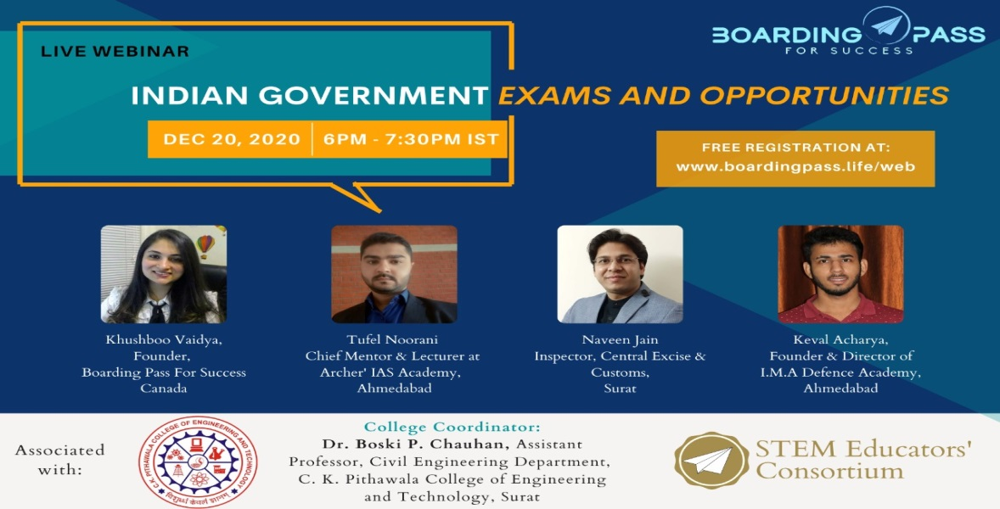 BOARDING PASS
FOR SUCCESS
LIVE WEBINAR
INDIAN GOVERNMENT EXAMS AND OPPORTUNITIES
DEC 20, 2020 6PM - 7:30PM IST
FREE REGISTRATION AT:
www.boardingpass.life/web
Khushboo Vaidya,
Founder,
Boarding Pass For Success
Canada
Tufel Noorani
Chief Mentor & Lecturer at
Archer' IAS Academy,
Ahmedabad
Naveen Jain
Inspector, Central Excise &
Customs,
Surat
Keval Acharya,
Founder & Director of
I.M.A Defence Academy,
Ahmedabad
Associated
with:
C. K. PITHAWALA COLLEGE OF ENGINEERING AND TECHNOLOGY, SURAT
College Coordinator:
Dr. Boski P. Chauhan, Assistant
Professor, Civil Engineering Department,
C. K. Pithawala College of Engineering
and Technology, Surat
STEM Educators'
Consortium